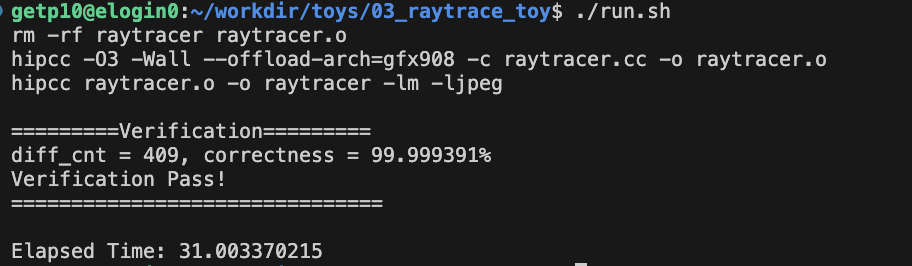 getp10@elogin0:~/workdir/toys/03_raytrace_toy$ ./run.sh
rm -rf raytracer raytracer.o
hipcc -O3 -Wall --offload-arch=gfx908 -c raytracer.cc -o raytracer.o
hipcc raytracer.o -o raytracer -lm -ljpeg
=========Verification=========
diff_cnt = 409, correctness = 99.999391%
Verification Pass!
===============================
Elapsed Time: 31.003370215